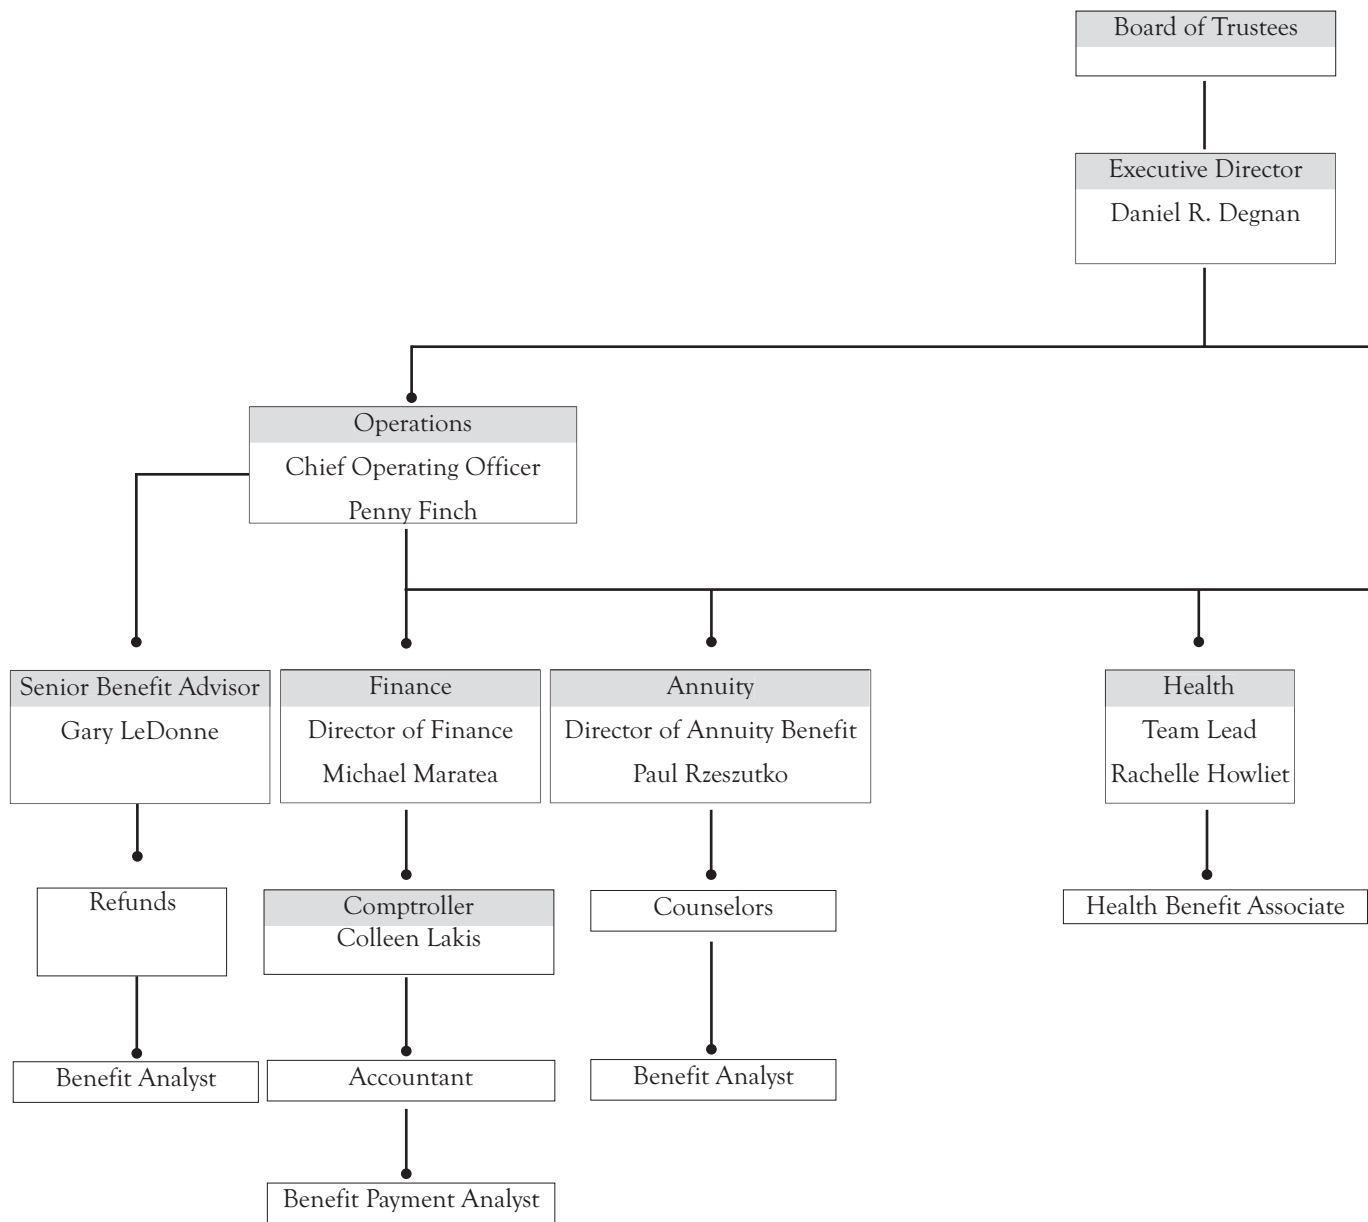 Board of Trustees
Executive Director
Daniel R. Degnan
Operations
Chief Operating Officer
Penny Finch
Senior Benefit Advisor
Gary LeDonne
Finance
Director of Finance
Michael Maratea
Annuity
Director of Annuity Benefit
Paul Rzeszutko
Health
Team Lead
Rachelle Howliet
Refunds
Comptroller
Colleen Lakis
Counselors
Health Benefit Associate
Benefit Analyst
Accountant
Benefit Analyst
Benefit Payment Analyst